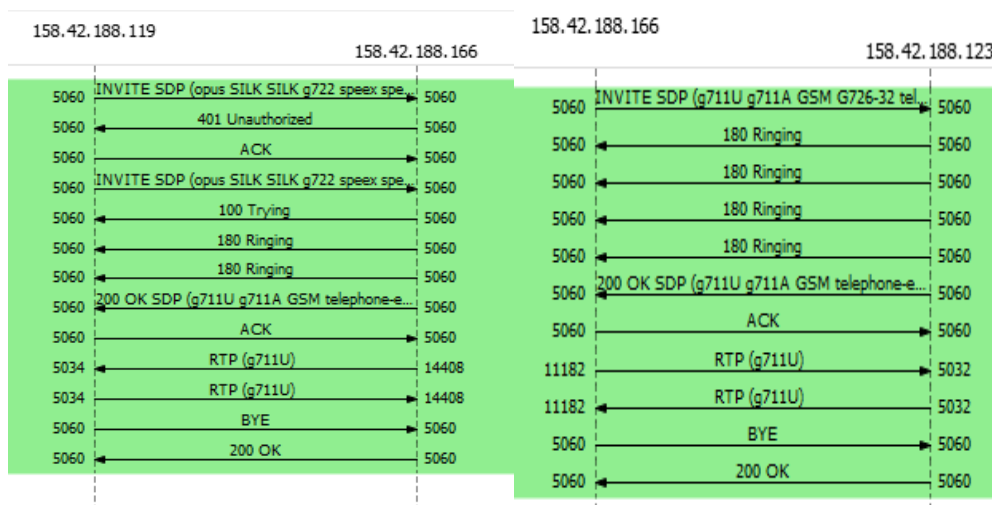 158.42.188.119
158.42.188.166
5060 INVITE SDP (opus SILK SILK g722 speex spe... 5060
5060 401 Unauthorized 5060
5060 ACK 5060
5060 INVITE SDP (opus SILK SILK g722 speex spe... 5060
5060 100 Trying 5060
5060 180 Ringing 5060
5060 180 Ringing 5060
5060 200 OK SDP (g711U g711A GSM telephone-e... 5060
5060 ACK 5060
5034 RTP (g711U) 14408
5034 RTP (g711U) 14408
5060 BYE 5060
5060 200 OK 5060
158.42.188.166
158.42.188.123
5060 INVITE SDP (g711U g711A GSM G726-32 tel... 5060
5060 180 Ringing 5060
5060 180 Ringing 5060
5060 180 Ringing 5060
5060 180 Ringing 5060
5060 200 OK SDP (g711U g711A GSM telephone-e... 5060
5060 ACK 5060
11182 RTP (g711U) 5032
11182 RTP (g711U) 5032
5060 BYE 5060
5060 200 OK 5060